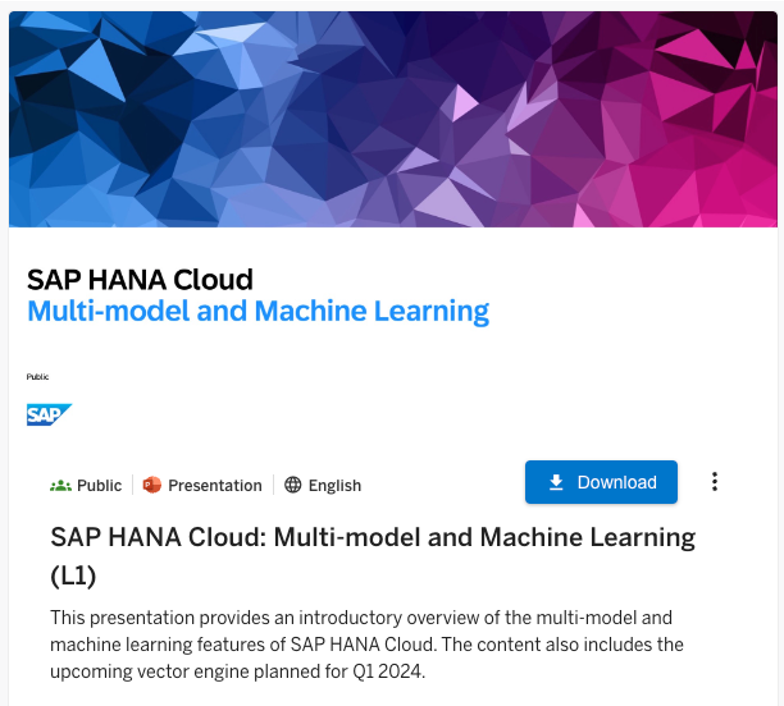 SAP HANA Cloud
Multi-model and Machine Learning
Public
SAP
Public | Presentation | English
Download
SAP HANA Cloud: Multi-model and Machine Learning
(L1)
This presentation provides an introductory overview of the multi-model and
machine learning features of SAP HANA Cloud. The content also includes the
upcoming vector engine planned for Q1 2024.